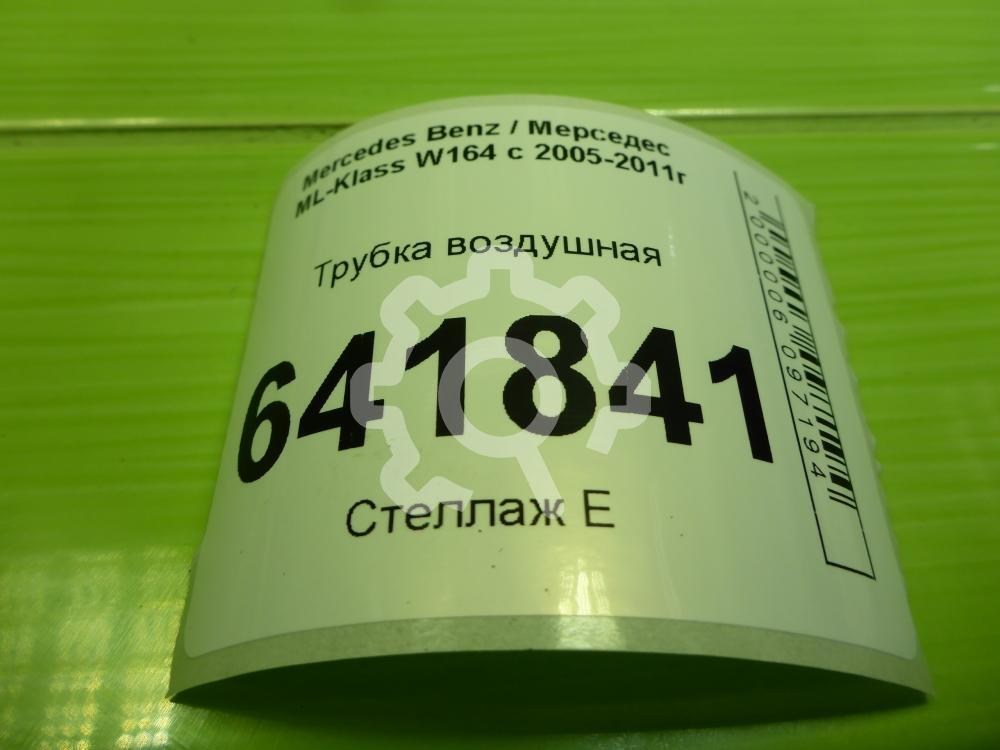 Mercedes Benz / Мерседес
ML-Klass W164 с 2005-2011г
Трубка воздушная
641841
Стеллаж Е
2000006097194